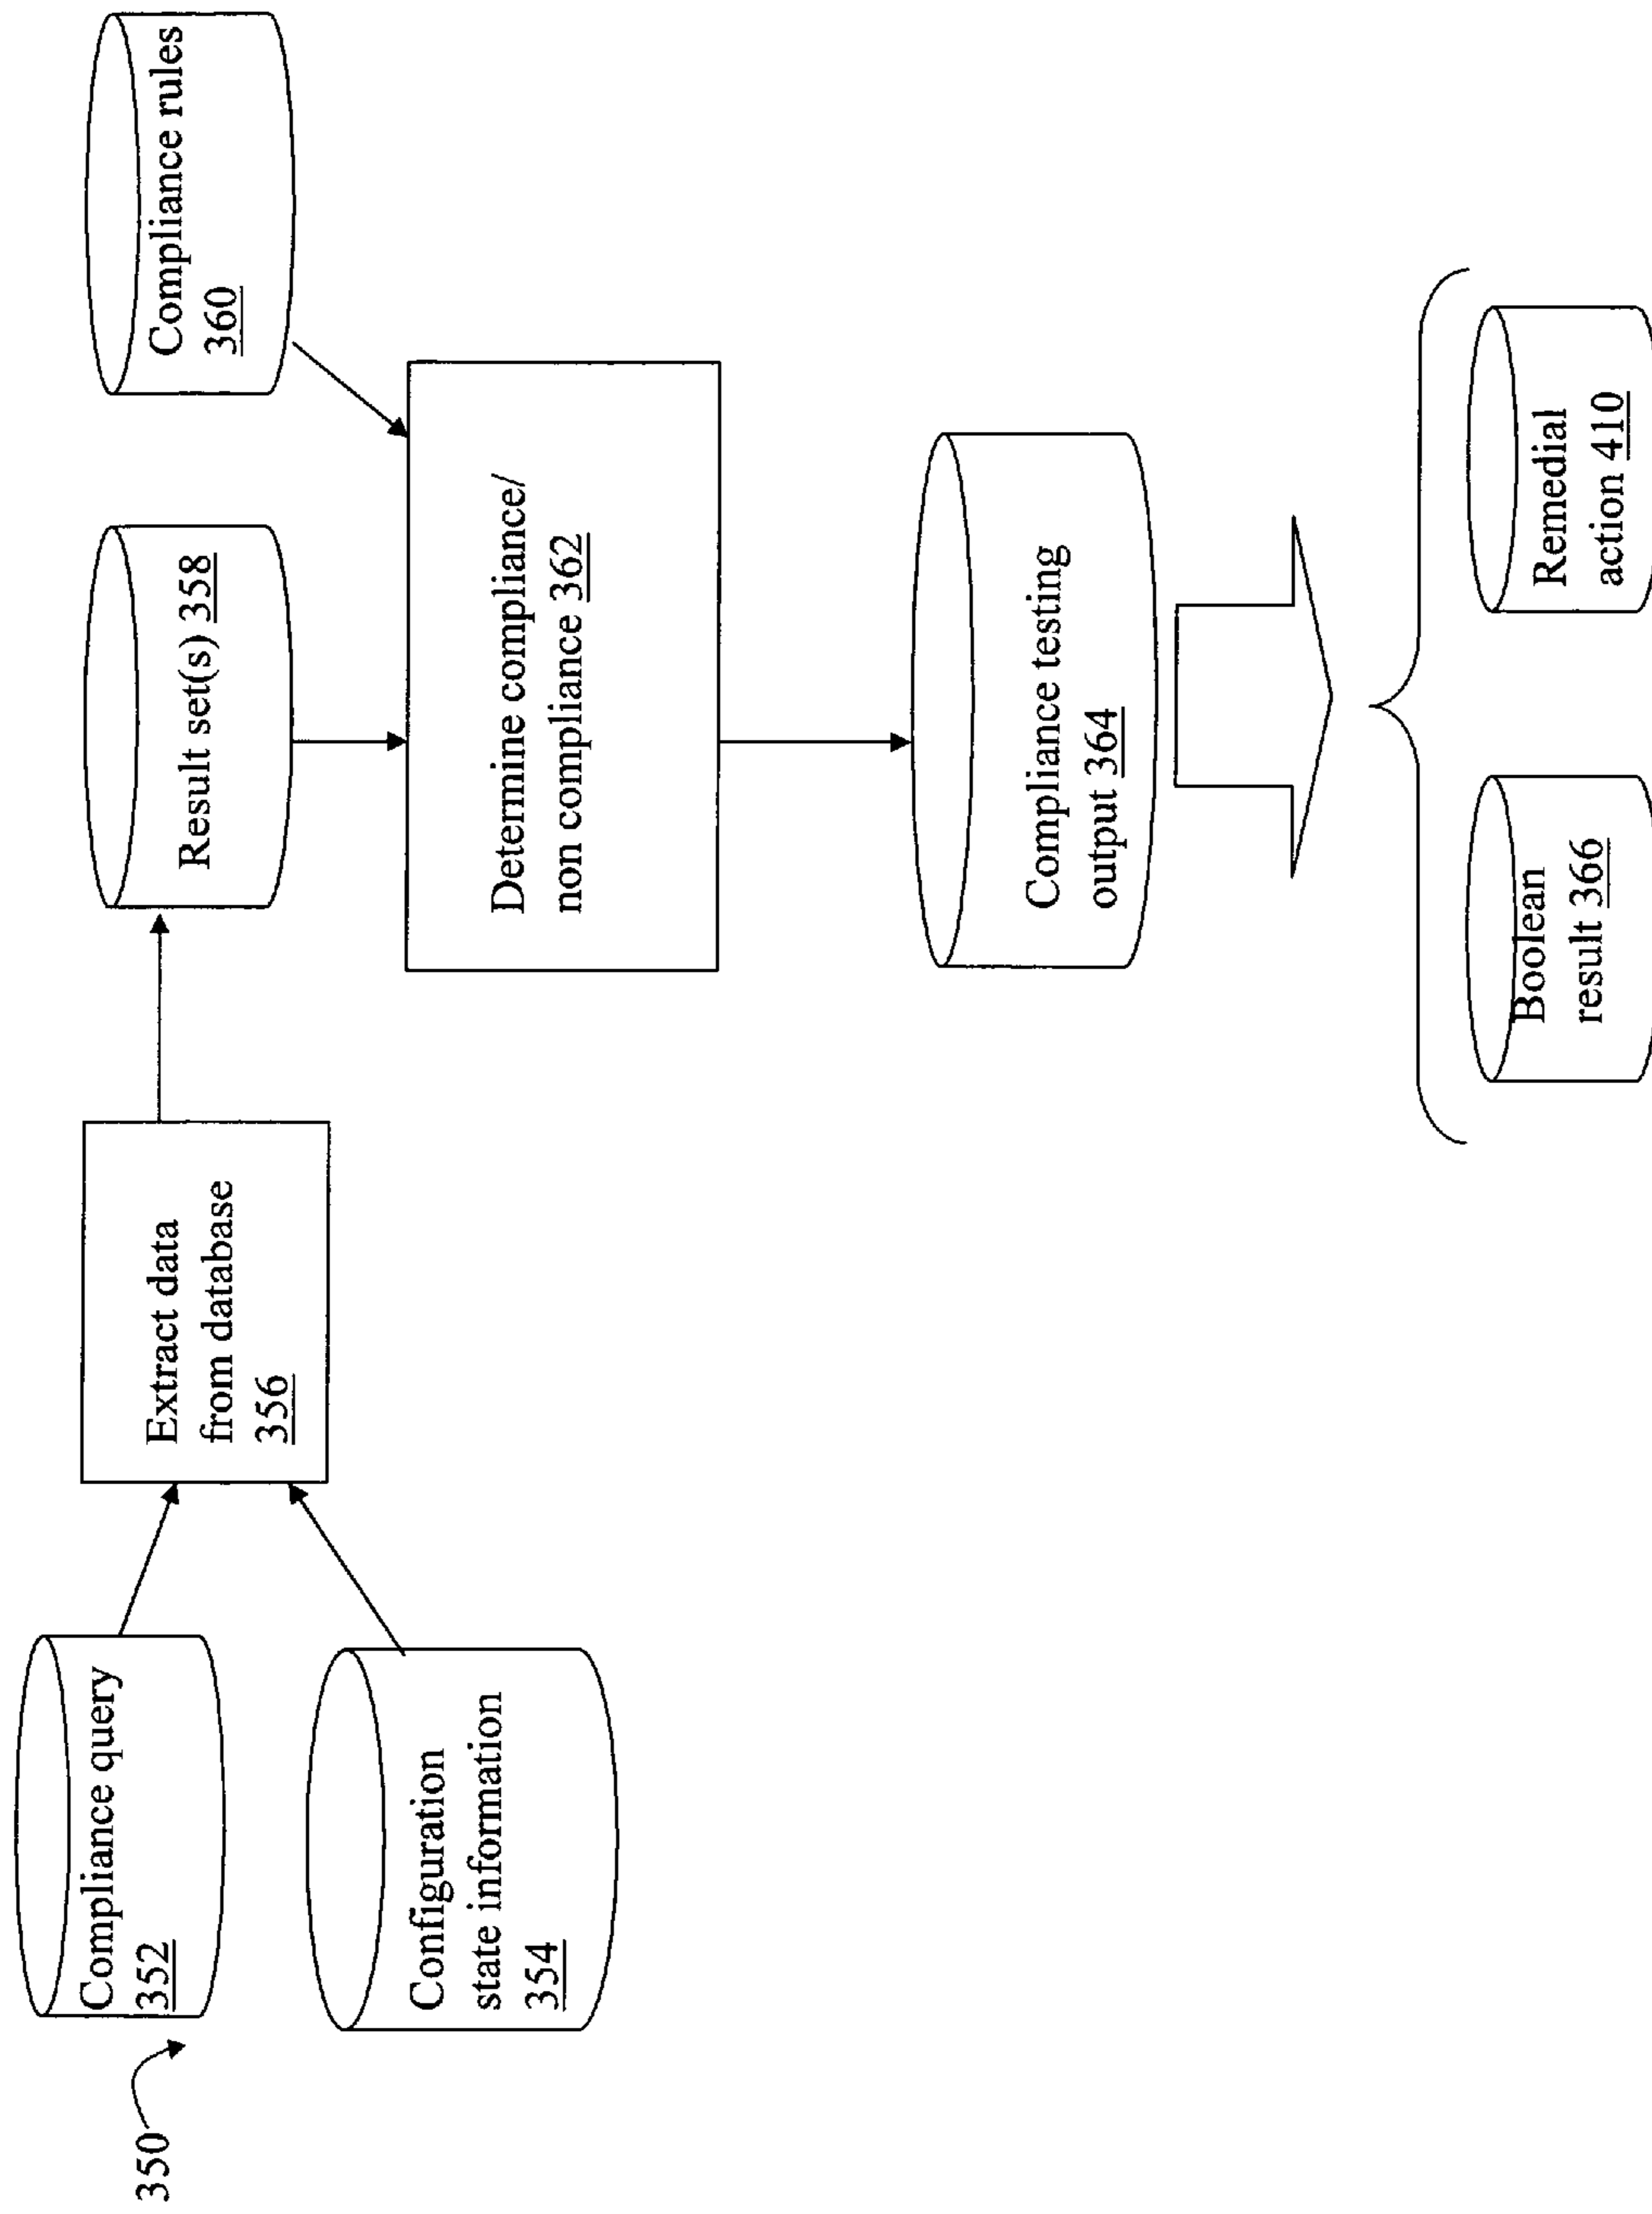 350
Compliance query
352
Configuration
state information
354
Extract data
from database
356
Result set(s) 358
Compliance rules
360
Determine compliance/
non compliance 362
Compliance testing
output 364
Boolean
result 366
Remedial
action 410